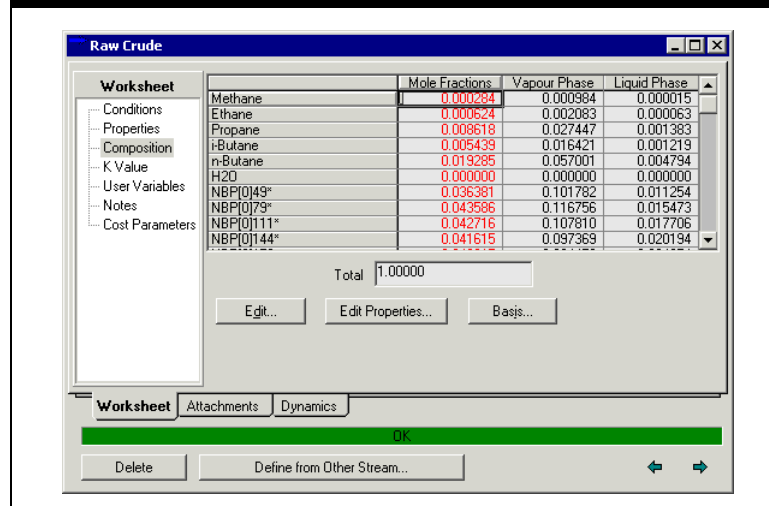 Raw Crude
Worksheet
Conditions
Properties
Composition
K Value
User Variables
Notes
Cost Parameters
Mole Fractions Vapour Phase Liquid Phase
Methane 0.000284 0.000984 0.000015
Ethane 0.000624 0.002083 0.000063
Propane 0.008618 0.027447 0.001383
i-Butane 0.005439 0.016421 0.001219
n-Butane 0.019285 0.057001 0.004794
H2O 0.000000 0.000000 0.000000
NBP[0]49* 0.036381 0.101782 0.011254
NBP[0]79* 0.043586 0.116756 0.015473
NBP[0]111* 0.042716 0.107810 0.017706
NBP[0]144* 0.041615 0.097369 0.020194
Total 1.00000
Edit... Edit Properties... Basis...
Worksheet Attachments Dynamics
OK
Delete Define from Other Stream...